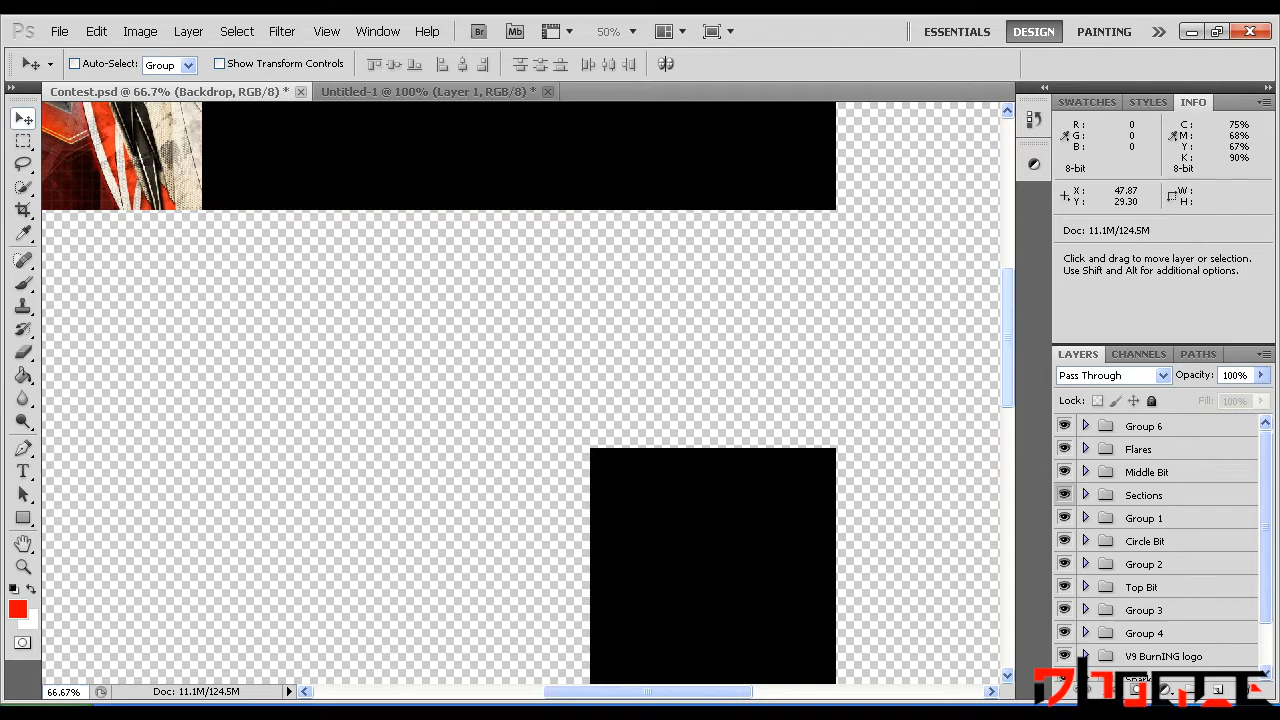 Ps File Edit Image Layer Select Filter View Window Help Br Mb 50% ESSENTIALS DESIGN PAINTING
Auto-Select: Group Show Transform Controls
Contest.psd @ 66.7% (Backdrop, RGB/8) * Untitled-1 @ 100% (Layer 1, RGB/8) *
SWATCHES STYLES INFO
R: 0 C: 75%
G: 0 M: 68%
B: 0 Y: 67%
K: 90%
8-bit 8-bit
X: 47.87 W:
Y: 29.30 H:
Doc: 11.1M/124.5M
Click and drag to move layer or selection.
Use Shift and Alt for additional options.
LAYERS CHANNELS PATHS
Pass Through Opacity: 100%
Lock: Fill: 100%
Group 6
Flares
Middle Bit
Sections
Group 1
Circle Bit
Group 2
Top Bit
Group 3
Group 4
V9 BurnING logo
66.67% Doc: 11.1M/124.5M